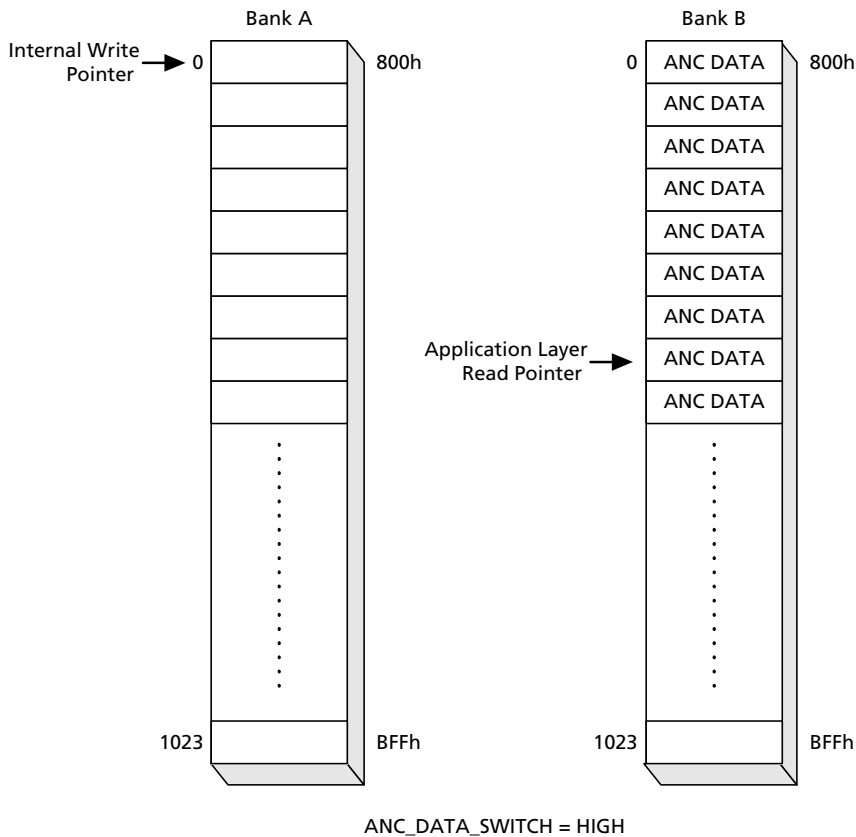 Bank A
Internal Write
Pointer
0
800h
1023
BFFh
Bank B
0
800h
ANC DATA
ANC DATA
ANC DATA
ANC DATA
ANC DATA
ANC DATA
ANC DATA
ANC DATA
ANC DATA
Application Layer
Read Pointer
1023
BFFh
ANC_DATA_SWITCH = HIGH